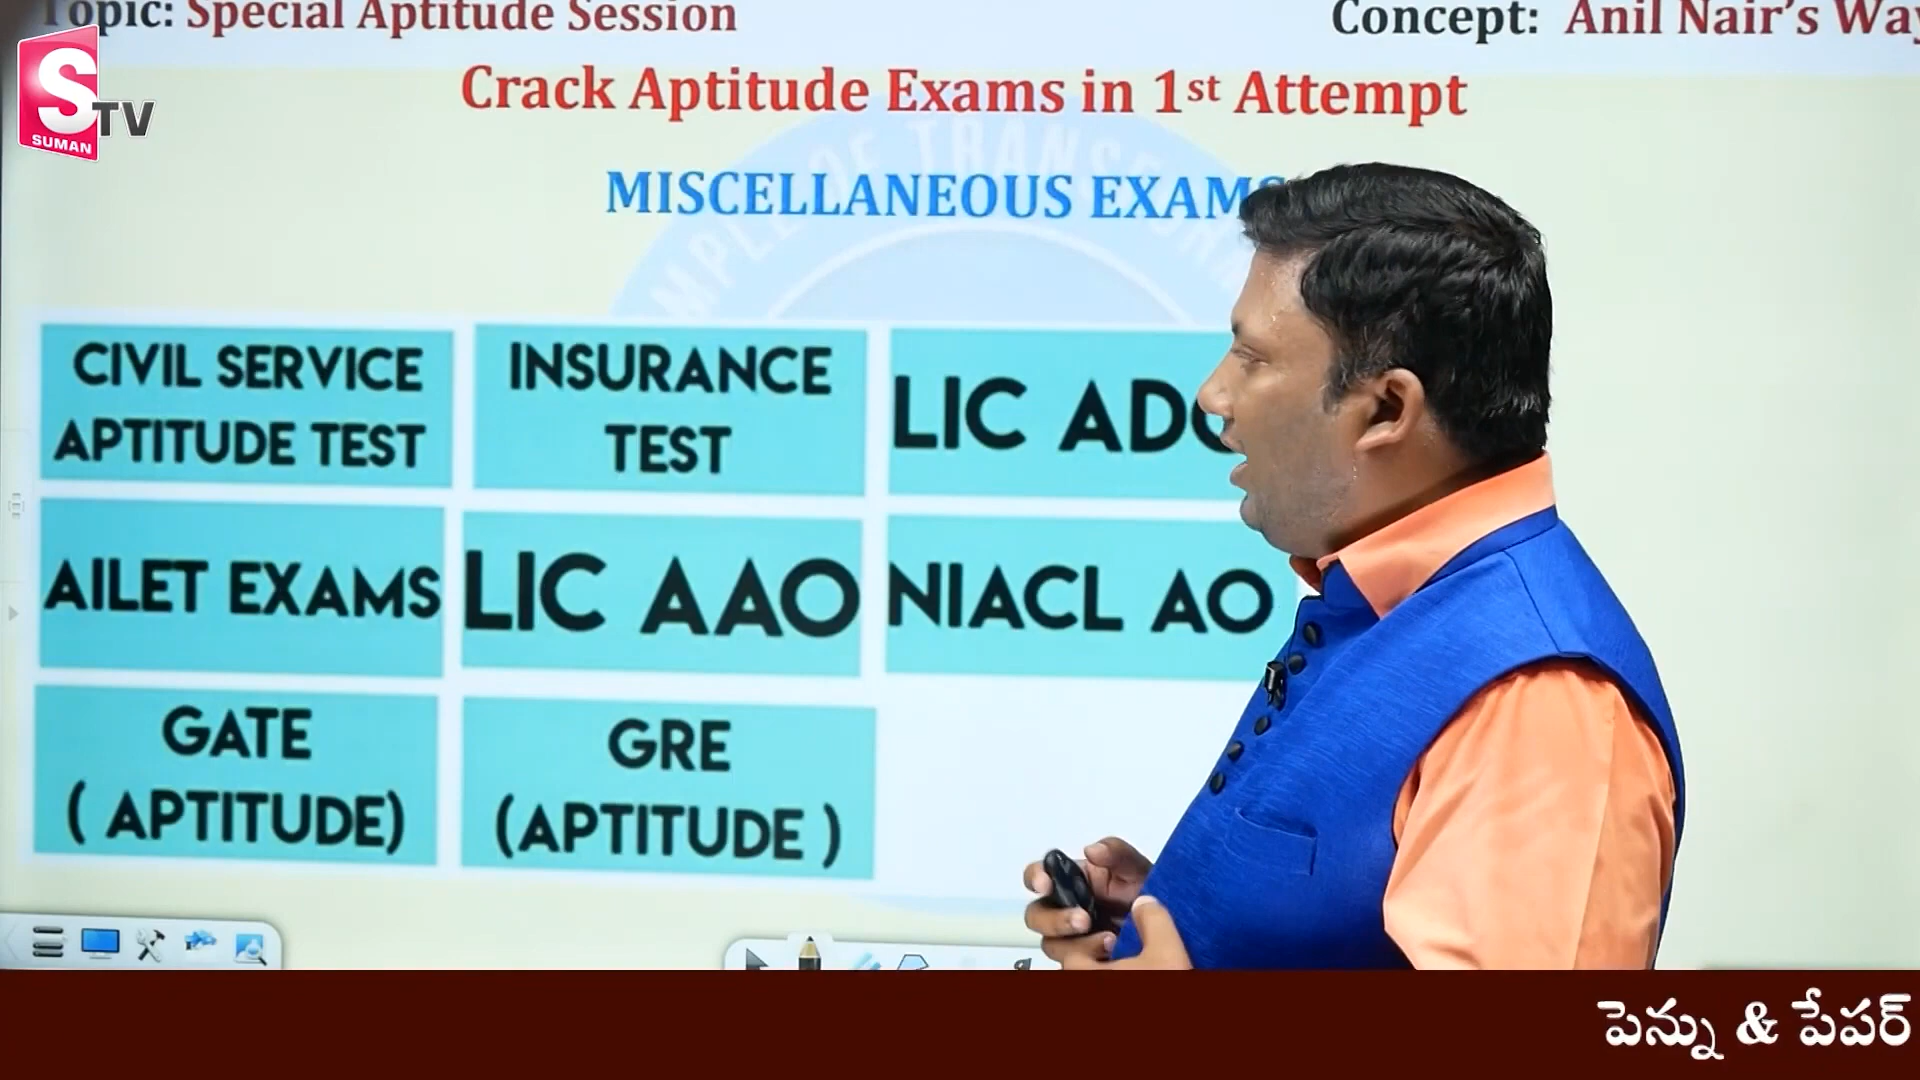 Topic: Special Aptitude Session
Concept: Anil Nair's Way
Crack Aptitude Exams in 1st Attempt
S TV
SUMAN
MISCELLANEOUS EXAMS
CIVIL SERVICE
APTITUDE TEST
INSURANCE
TEST
LIC ADO
AILET EXAMS
LIC AAO
NIACL AO
GATE
( APTITUDE)
GRE
(APTITUDE )
పెన్ను & పేపర్